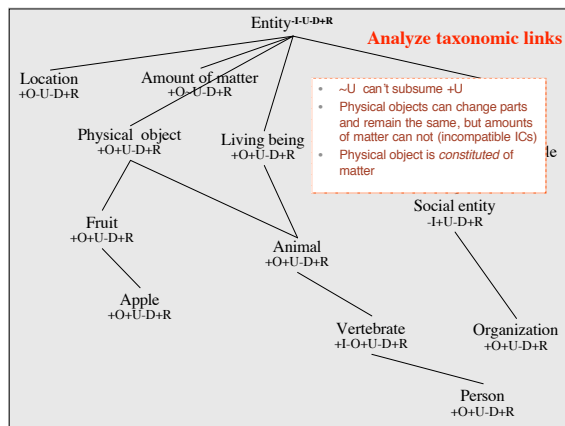 Entity-I-U-D+R
Analyze taxonomic links
Location
+O-U-D+R
Amount of matter
+O~U-D+R
• ~U can't subsume +U
• Physical objects can change parts
and remain the same, but amounts
of matter can not (incompatible ICs)
• Physical object is constituted of
matter
Physical object
+O+U-D+R
Living being
+O+U-D+R
Social entity
-I+U-D+R
Fruit
+O+U-D+R
Animal
+O+U-D+R
Apple
+O+U-D+R
Vertebrate
+I-O+U-D+R
Organization
+O+U-D+R
Person
+O+U-D+R